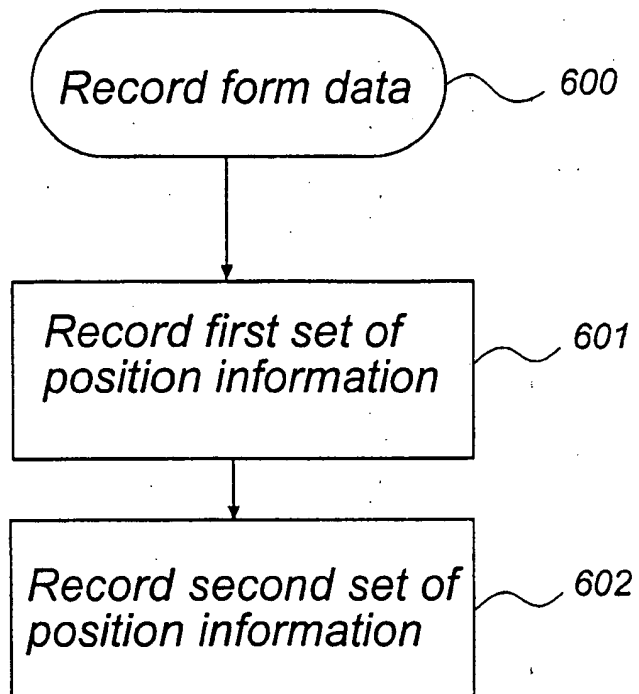 Record form data
600
Record first set of
position information
601
Record second set of
position information
602